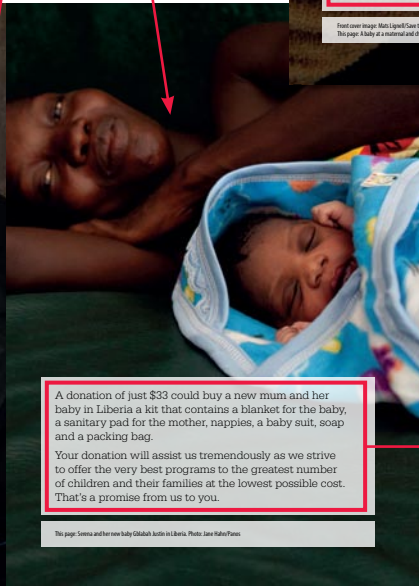 Front cover image: Mats Lignell/Save t
This page: A baby at a maternal and ch
A donation of just $33 could buy a new mum and her
baby in Liberia a kit that contains a blanket for the baby,
a sanitary pad for the mother, nappies, a baby suit, soap
and a packing bag.
Your donation will assist us tremendously as we strive
to offer the very best programs to the greatest number
of children and their families at the lowest possible cost.
That's a promise from us to you.
This page: Serena and her new baby Gblabah Justin in Liberia. Photo: Jane Hahn/Panos